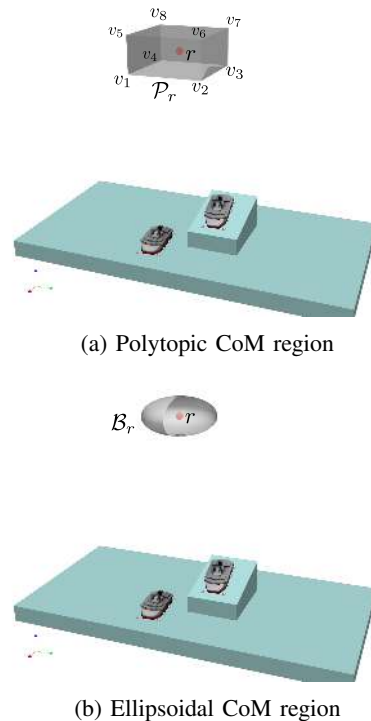 v₈
v₇
v₅
v₆
v₄
r
v₃
v₁
v₂
𝒫ᵣ
(a) Polytopic CoM region
ℬᵣ
r
(b) Ellipsoidal CoM region